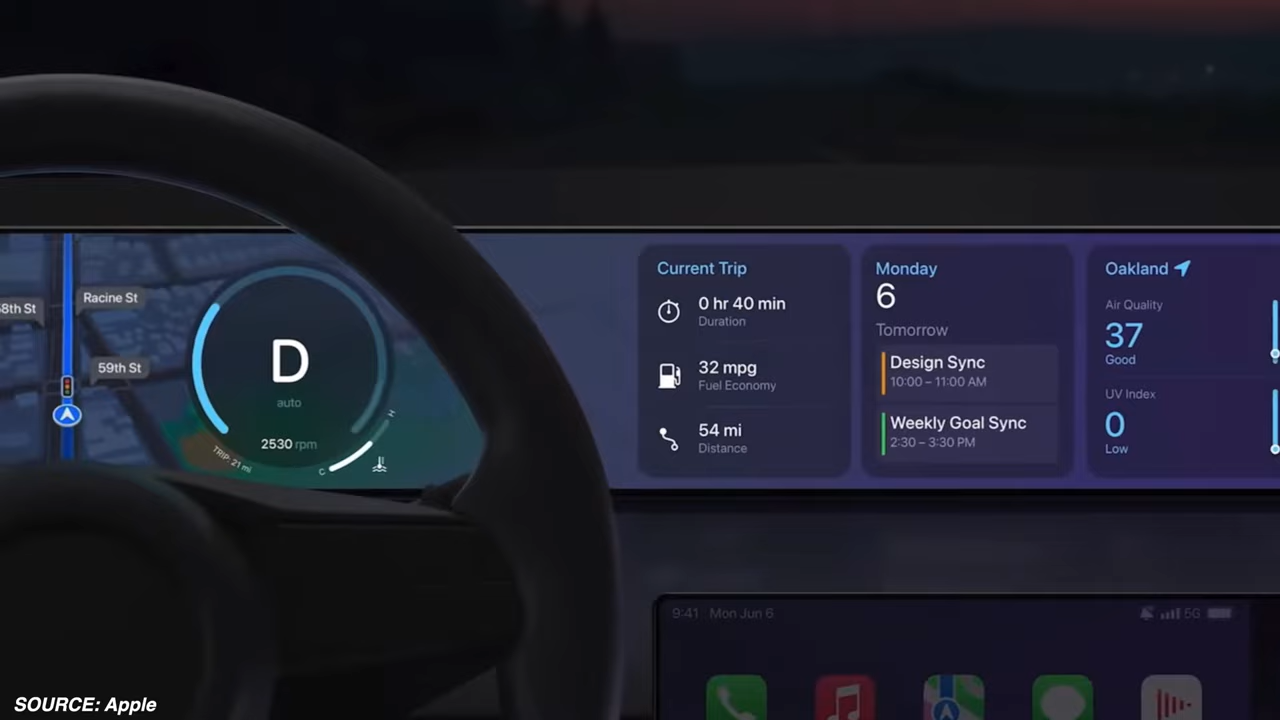 58th St
Racine St
59th St
D
auto
2530 rpm
TRIP: 21 mi
C
H
Current Trip
0 hr 40 min
Duration
32 mpg
Fuel Economy
54 mi
Distance
Monday
6
Tomorrow
Design Sync
10:00 – 11:00 AM
Weekly Goal Sync
2:30 – 3:30 PM
Oakland
Air Quality
37
Good
UV Index
0
Low
9:41 Mon Jun 6
5G
SOURCE: Apple